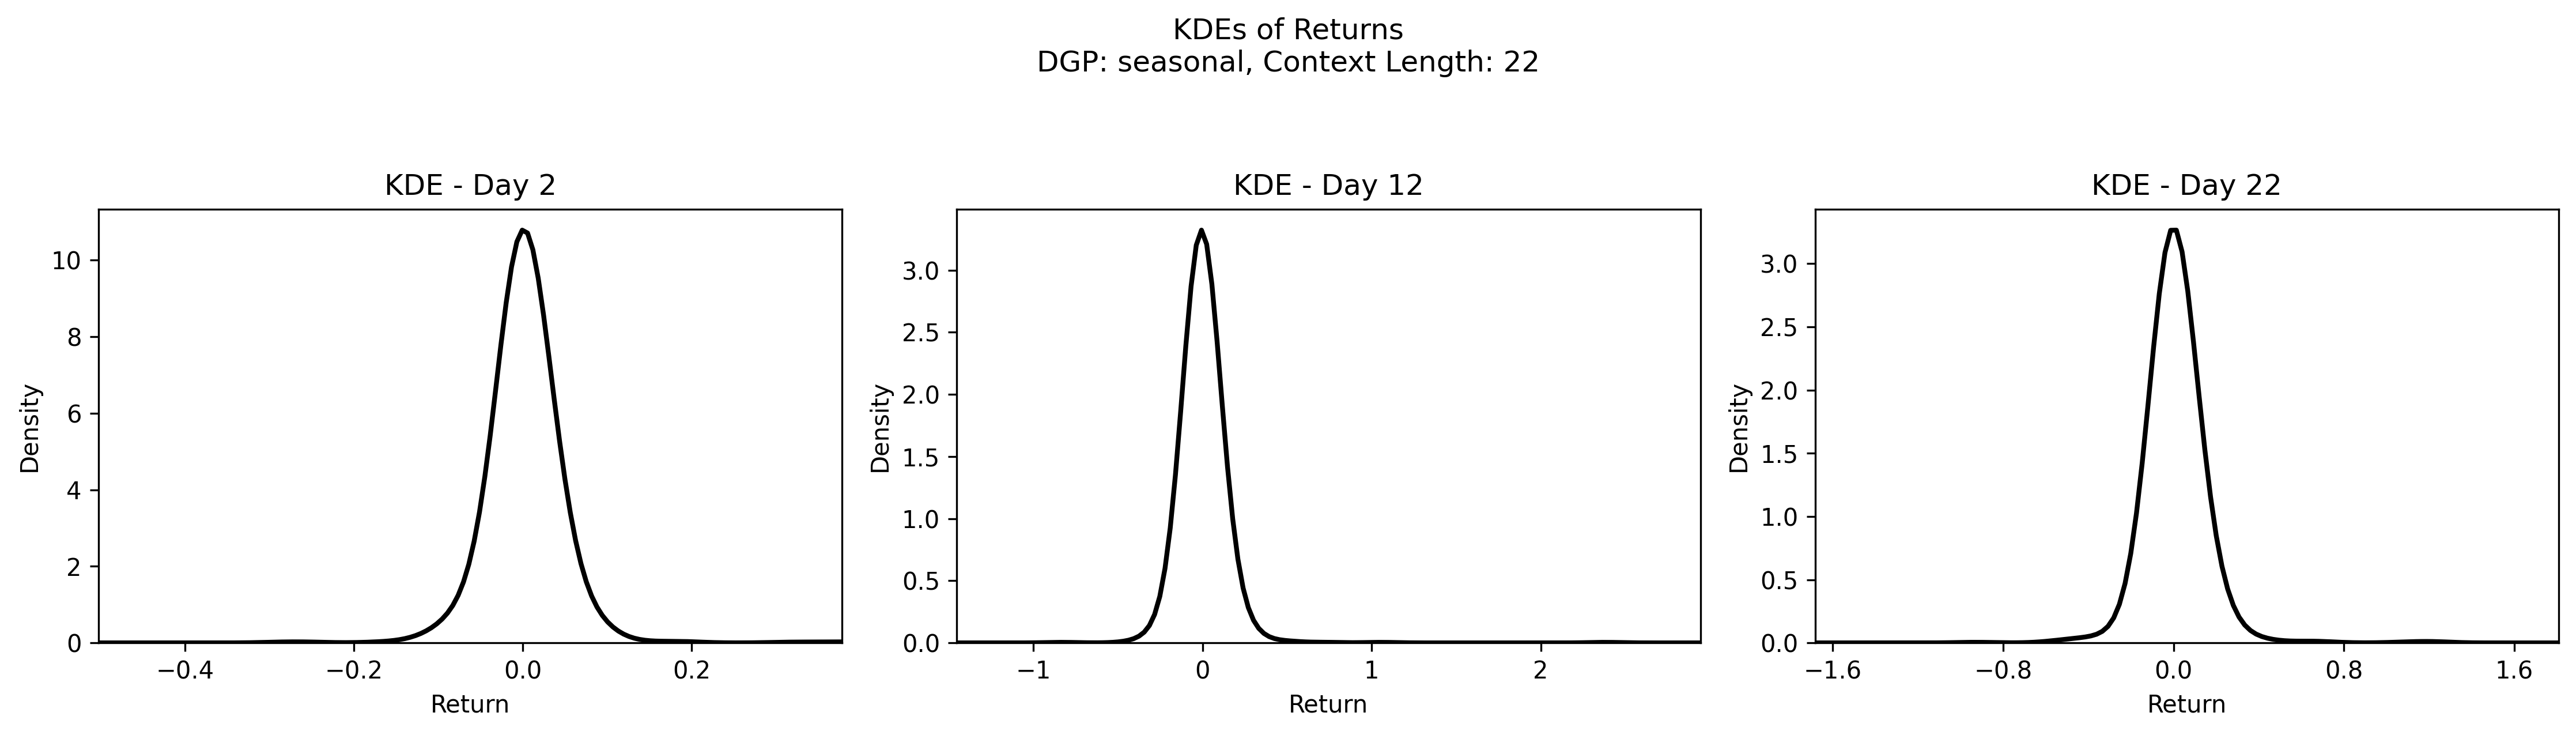 KDEs of Returns
DGP: seasonal, Context Length: 22
KDE - Day 2
Density
10
8
6
4
2
0
−0.4 −0.2 0.0 0.2
Return
KDE - Day 12
Density
3.0
2.5
2.0
1.5
1.0
0.5
0.0
−1 0 1 2
Return
KDE - Day 22
Density
3.0
2.5
2.0
1.5
1.0
0.5
0.0
−1.6 −0.8 0.0 0.8 1.6
Return